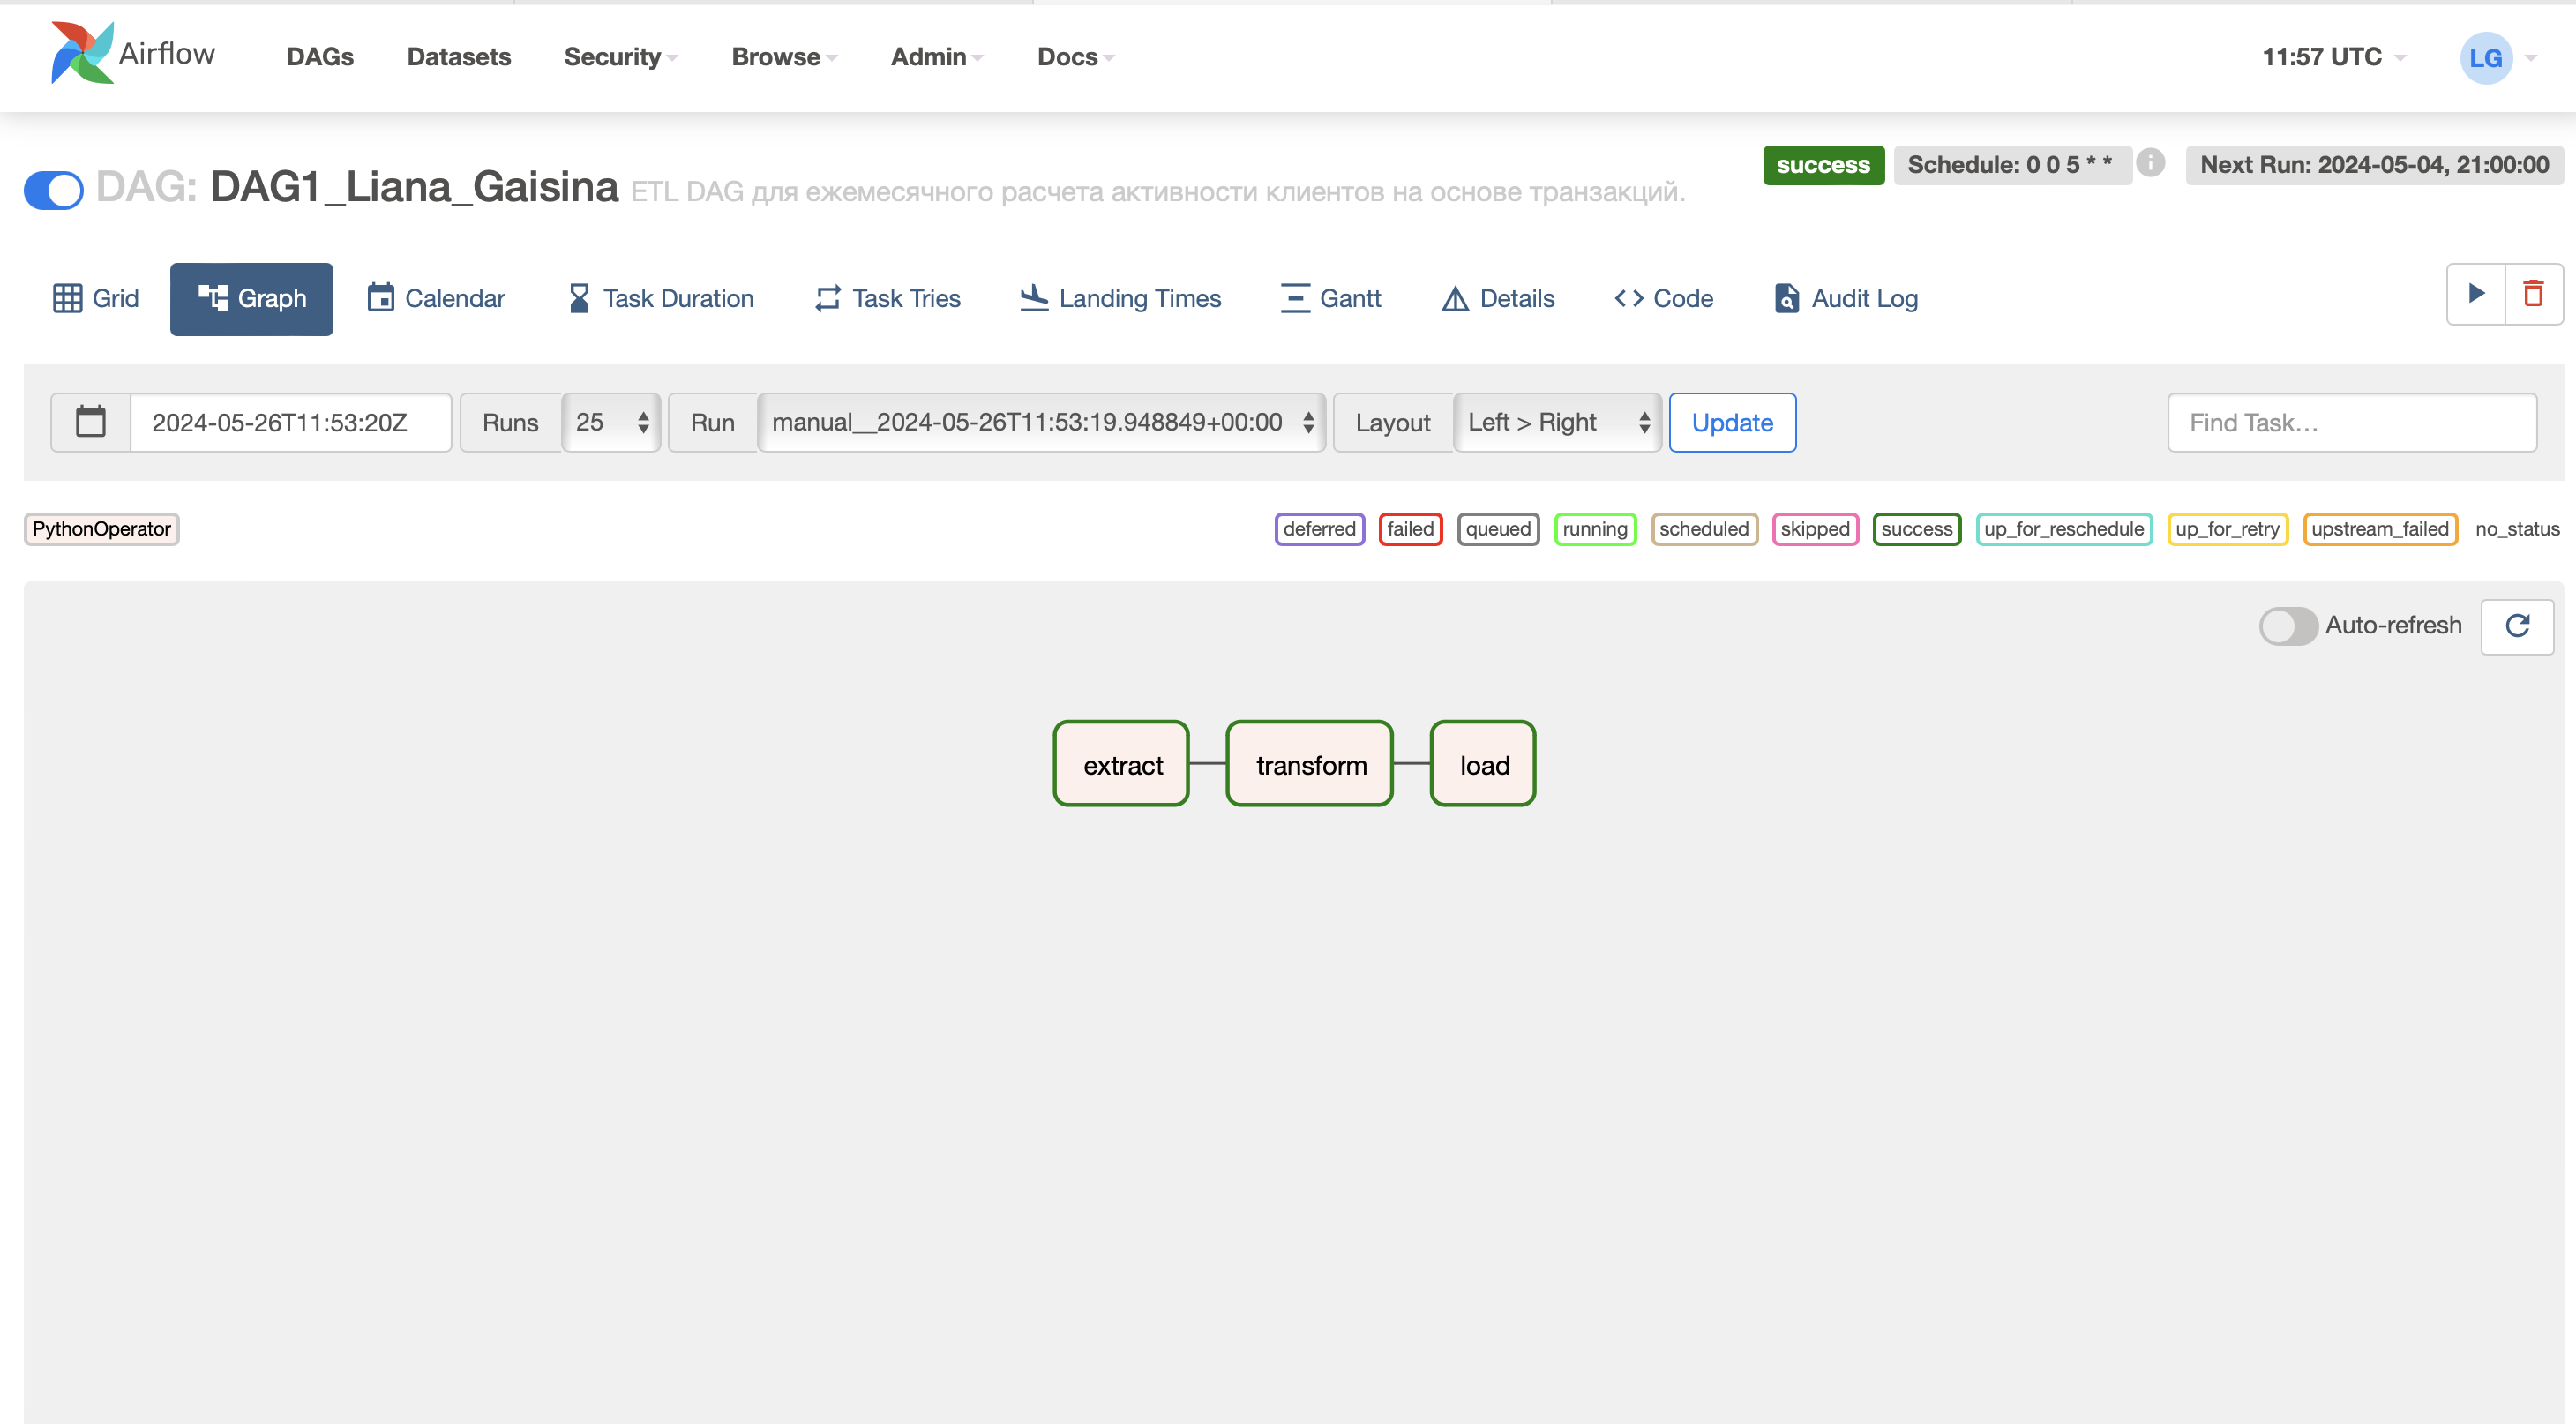 Airflow DAGs Datasets Security Browse Admin Docs 11:57 UTC LG
DAG: DAG1_Liana_Gaisina ETL DAG для ежемесячного расчета активности клиентов на основе транзакций. success Schedule: 0 0 5 * * i Next Run: 2024-05-04, 21:00:00
Grid Graph Calendar Task Duration Task Tries Landing Times Gantt Details Code Audit Log
2024-05-26T11:53:20Z Runs 25 Run manual__2024-05-26T11:53:19.948849+00:00 Layout Left > Right Update Find Task...
PythonOperator deferred failed queued running scheduled skipped success up_for_reschedule up_for_retry upstream_failed no_status
Auto-refresh
extract transform load